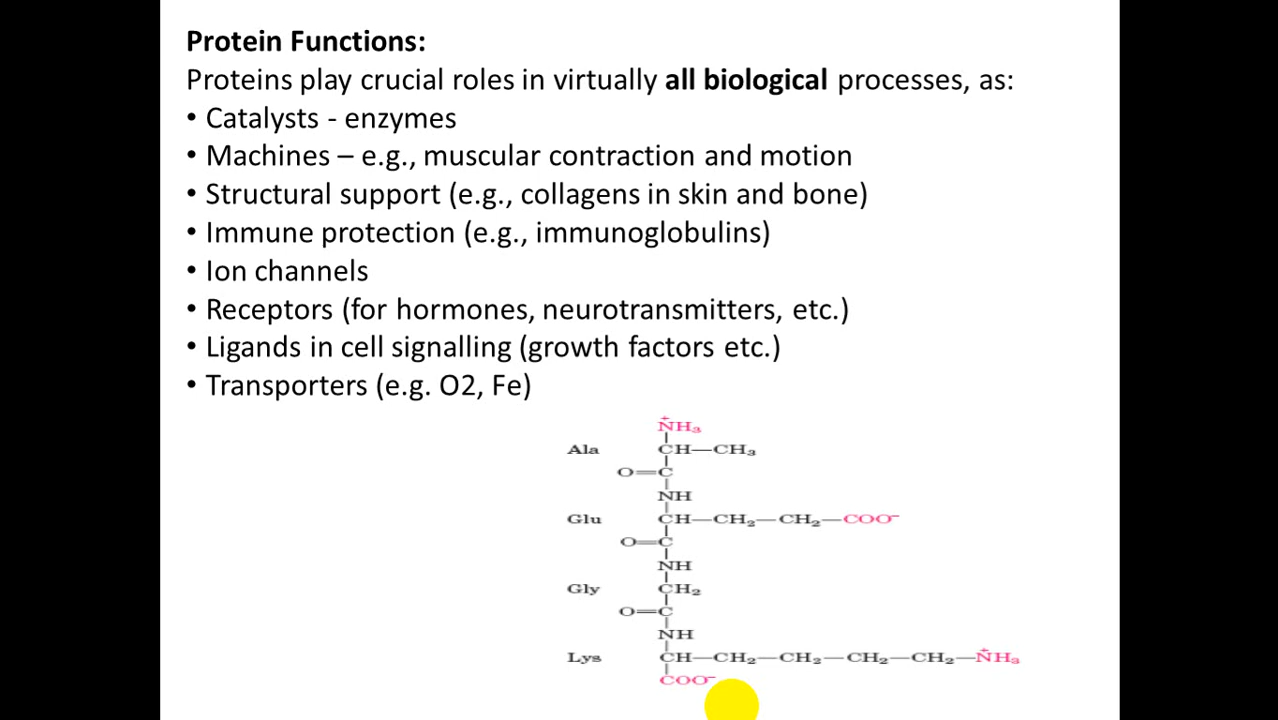 Protein Functions:
Proteins play crucial roles in virtually all biological processes, as:
• Catalysts - enzymes
• Machines – e.g., muscular contraction and motion
• Structural support (e.g., collagens in skin and bone)
• Immune protection (e.g., immunoglobulins)
• Ion channels
• Receptors (for hormones, neurotransmitters, etc.)
• Ligands in cell signalling (growth factors etc.)
• Transporters (e.g. O2, Fe)
N⁺H₃
Ala CH—CH₃
O=C
NH
Glu CH—CH₂—CH₂—COO⁻
O=C
NH
Gly CH₂
O=C
NH
Lys CH—CH₂—CH₂—CH₂—CH₂—N⁺H₃
COO⁻